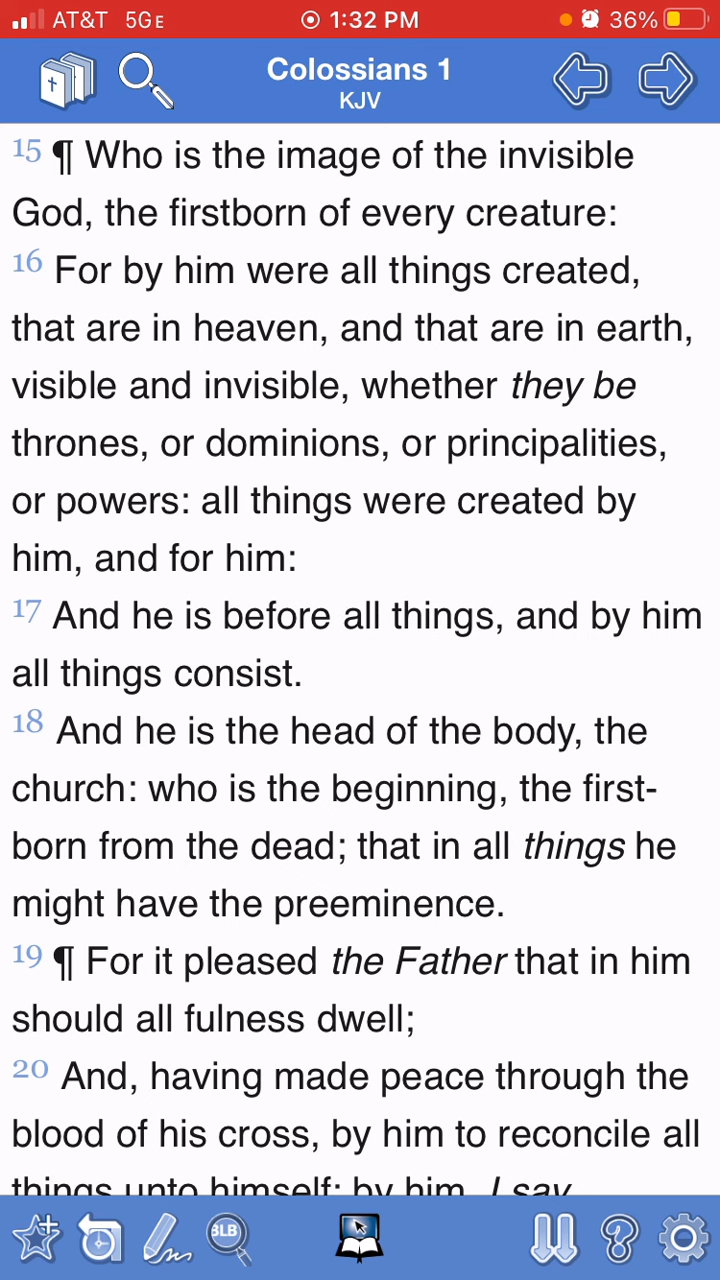 AT&T 5GE 1:32 PM 36%
Colossians 1
KJV
15 ¶ Who is the image of the invisible
God, the firstborn of every creature:
16 For by him were all things created,
that are in heaven, and that are in earth,
visible and invisible, whether they be
thrones, or dominions, or principalities,
or powers: all things were created by
him, and for him:
17 And he is before all things, and by him
all things consist.
18 And he is the head of the body, the
church: who is the beginning, the first-
born from the dead; that in all things he
might have the preeminence.
19 ¶ For it pleased the Father that in him
should all fulness dwell;
20 And, having made peace through the
blood of his cross, by him to reconcile all
things unto himself; by him, I say,
BLB